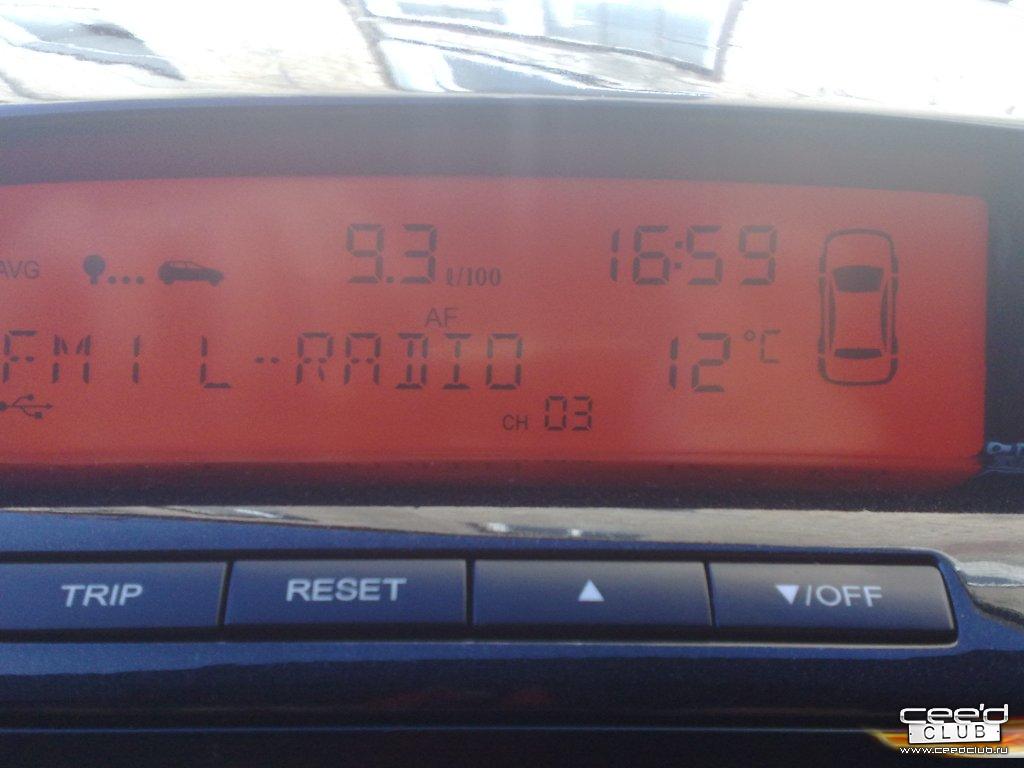 AVG 9.3 ℓ/100 16:59
AF
FM1 L-RADIO 12°C
CH 03
TRIP RESET ▲ ▼/OFF
cee'd
CLUB
www.ceedclub.ru